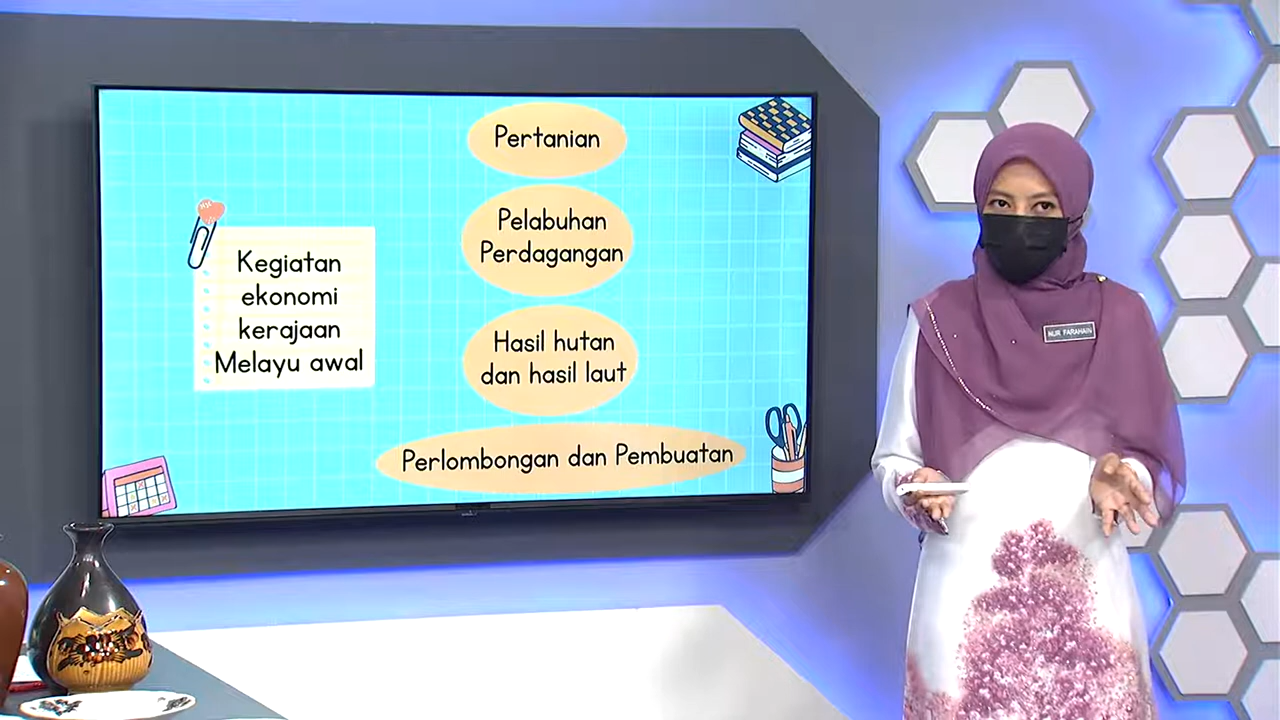 Kegiatan
ekonomi
kerajaan
Melayu awal
Pertanian
Pelabuhan
Perdagangan
Hasil hutan
dan hasil laut
Perlombongan dan Pembuatan
NUR FARAHAIN